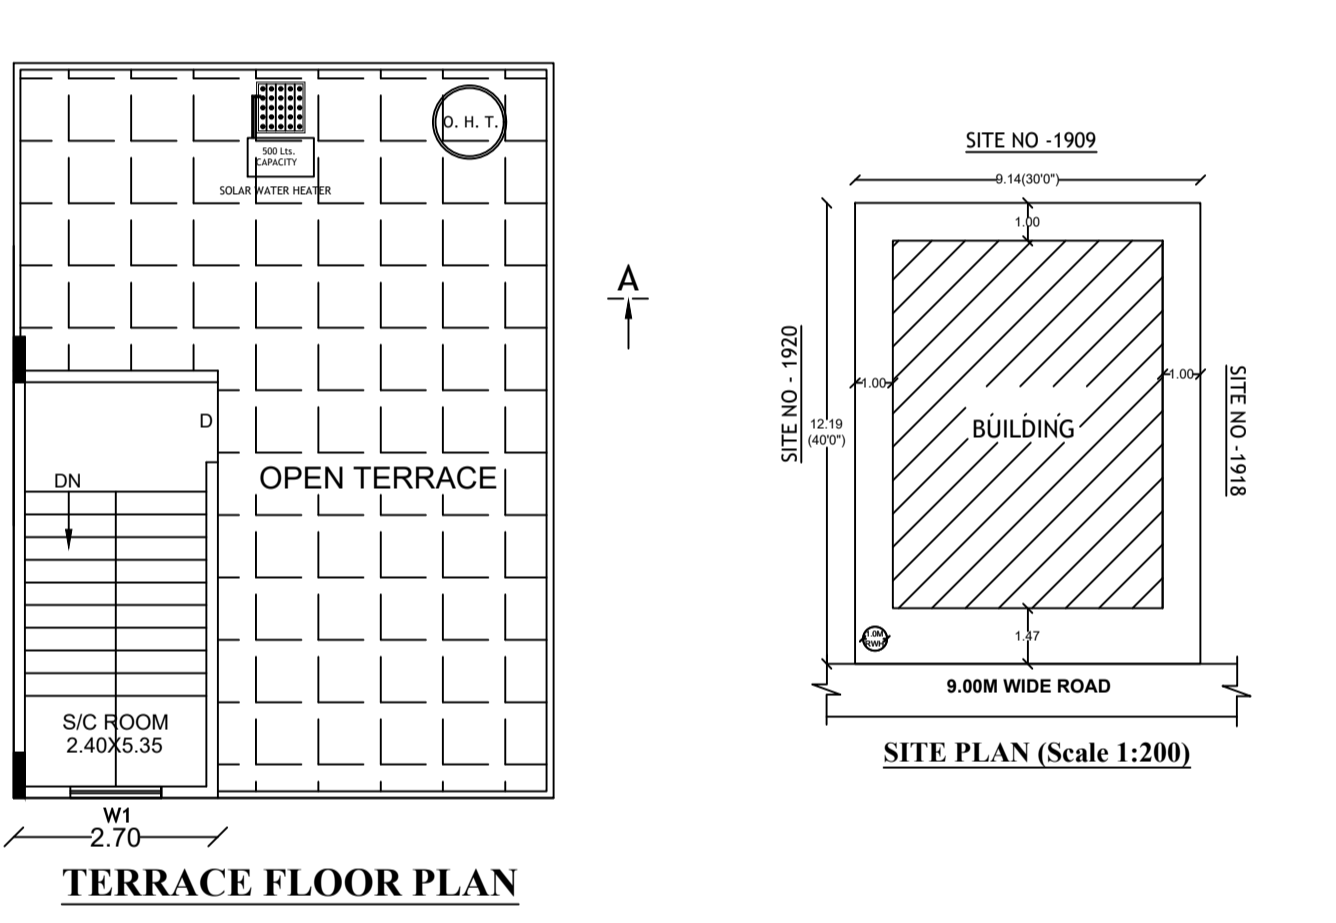 O. H. T.
500 Lts.
CAPACITY
SOLAR WATER HEATER
D
DN
OPEN TERRACE
S/C ROOM
2.40X5.35
W1
2.70
TERRACE FLOOR PLAN
A
SITE NO -1909
9.14(30'0")
1.00
SITE NO - 1920
12.19
(40'0")
1.00
1.00
SITE NO -1918
BUILDING
1.0M
RWH
1.47
9.00M WIDE ROAD
SITE PLAN (Scale 1:200)